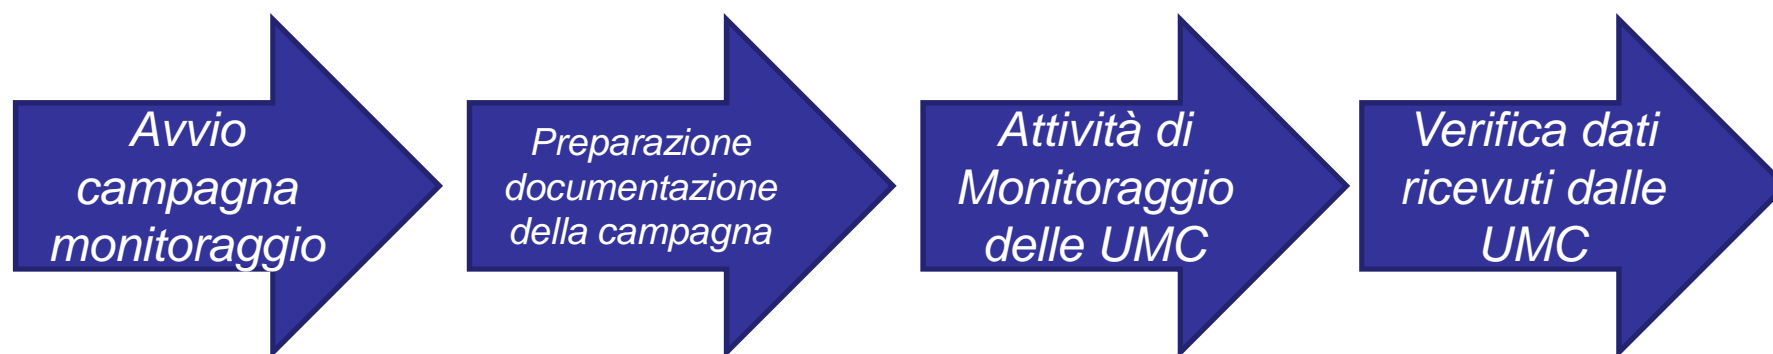 Avvio
campagna
monitoraggio
Preparazione
documentazione
della campagna
Attività di
Monitoraggio
delle UMC
Verifica dati
ricevuti dalle
UMC